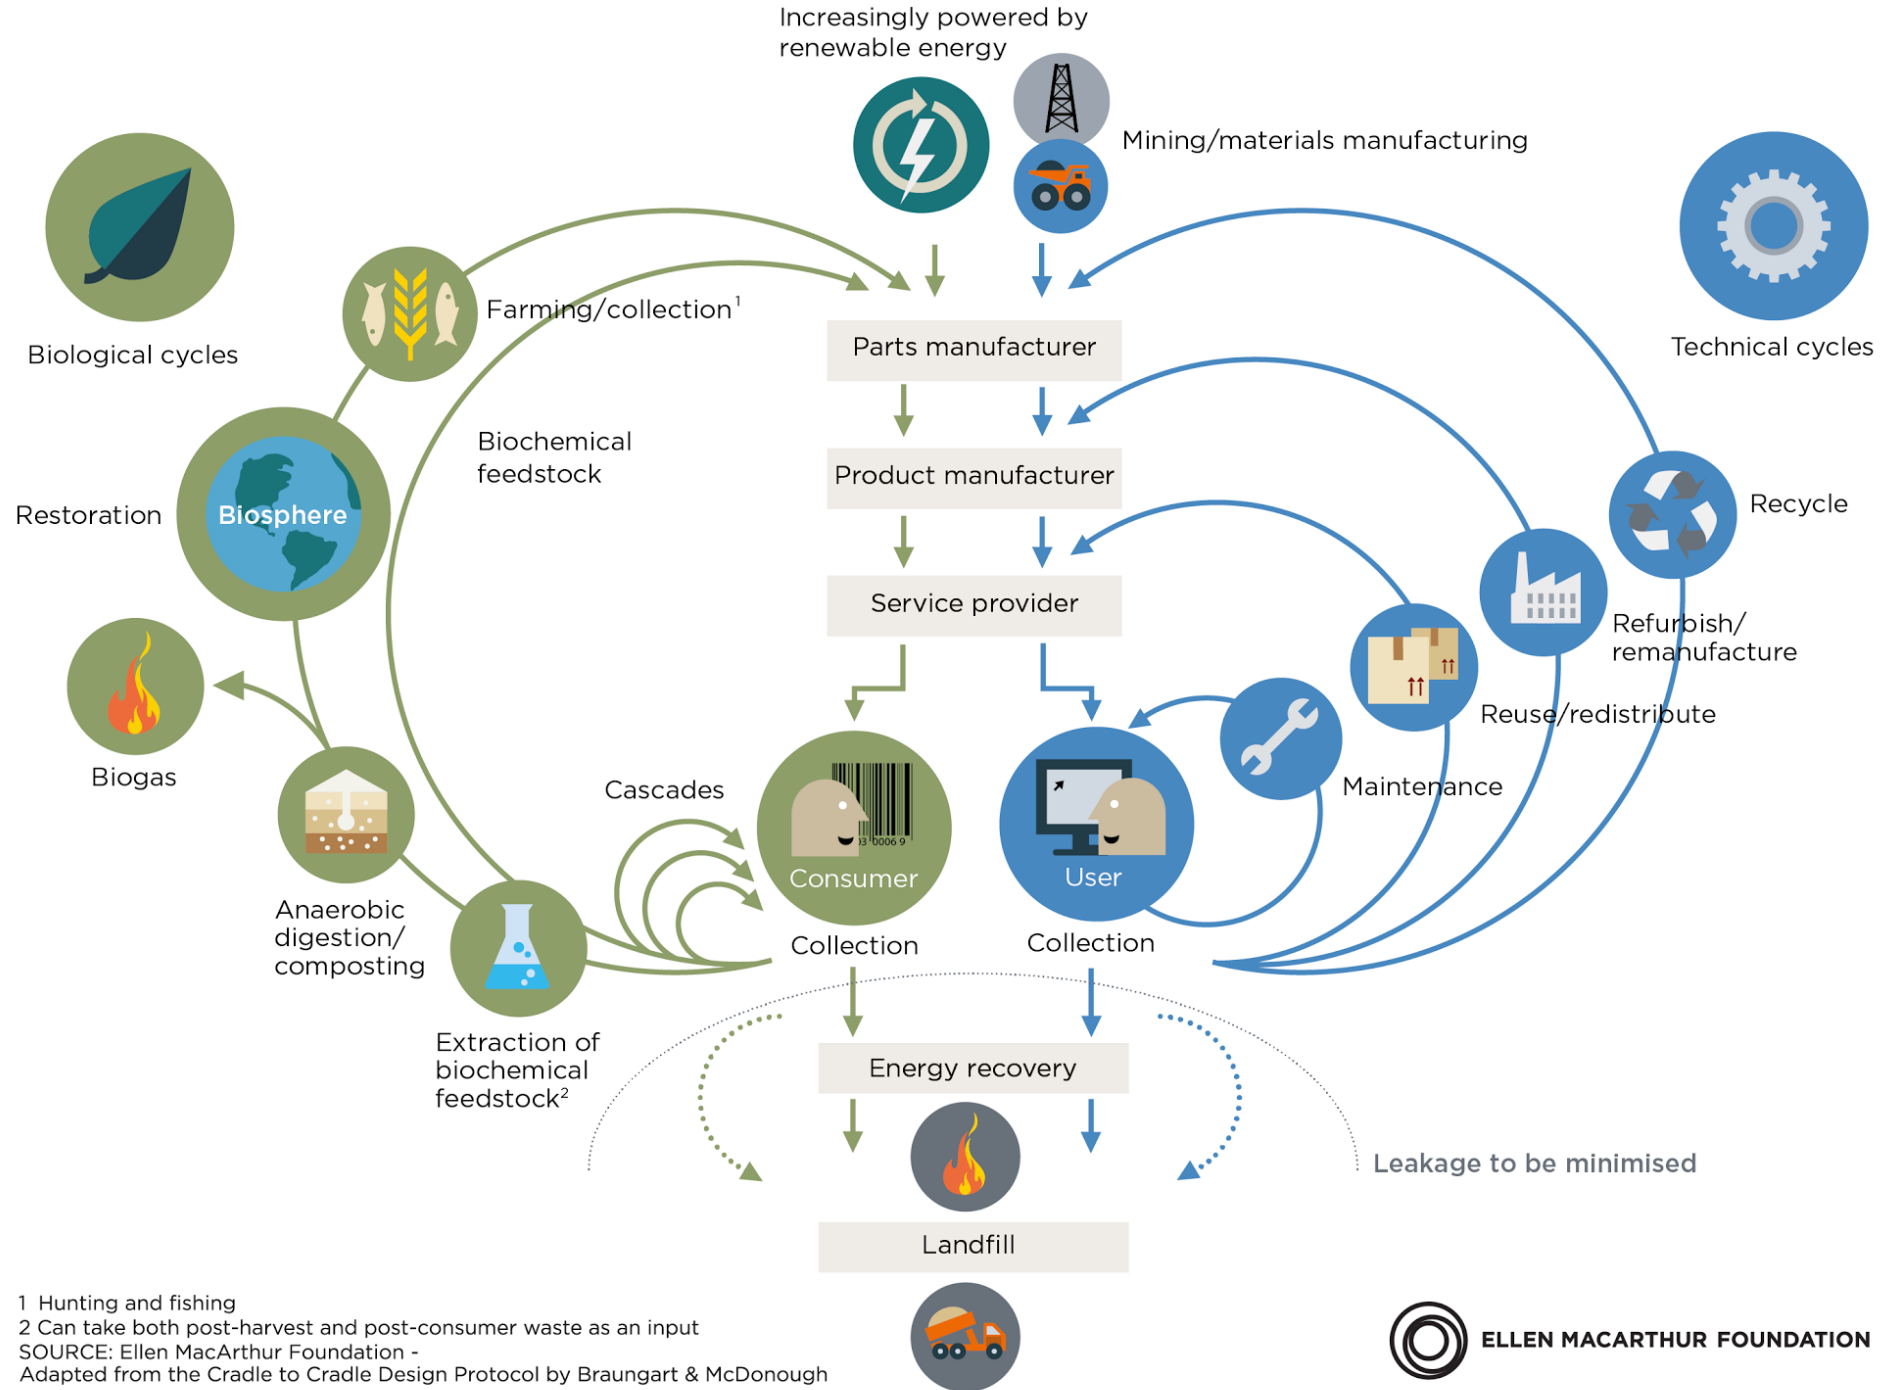 Increasingly powered by
renewable energy
Mining/materials manufacturing
Biological cycles
Farming/collection¹
Technical cycles
Parts manufacturer
Biochemical
feedstock
Product manufacturer
Restoration
Biosphere
Recycle
Service provider
Refurbish/
remanufacture
Reuse/redistribute
Biogas
Cascades
Maintenance
03 0006 9
Consumer
User
Anaerobic
digestion/
composting
Collection
Collection
Extraction of
biochemical
feedstock²
Energy recovery
Leakage to be minimised
Landfill
1 Hunting and fishing
2 Can take both post-harvest and post-consumer waste as an input
SOURCE: Ellen MacArthur Foundation -
Adapted from the Cradle to Cradle Design Protocol by Braungart & McDonough
ELLEN MACARTHUR FOUNDATION